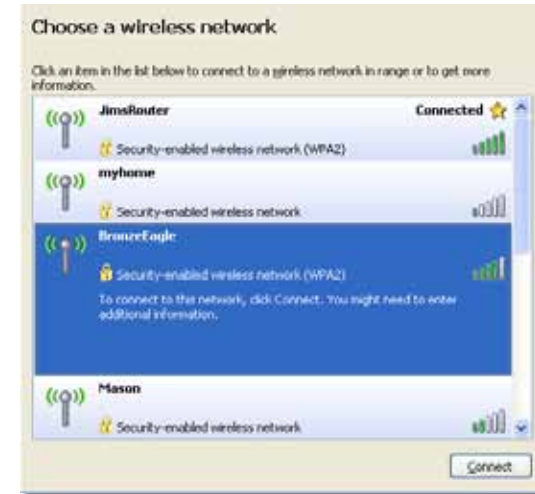 Choose a wireless network
Click an item in the list below to connect to a wireless network in range or to get more
information.
JimsRouter Connected
Security-enabled wireless network (WPA2)
myhome
Security-enabled wireless network
BronzeEagle
Security-enabled wireless network (WPA2)
To connect to this network, click Connect. You might need to enter
additional information.
Mason
Security-enabled wireless network
Connect